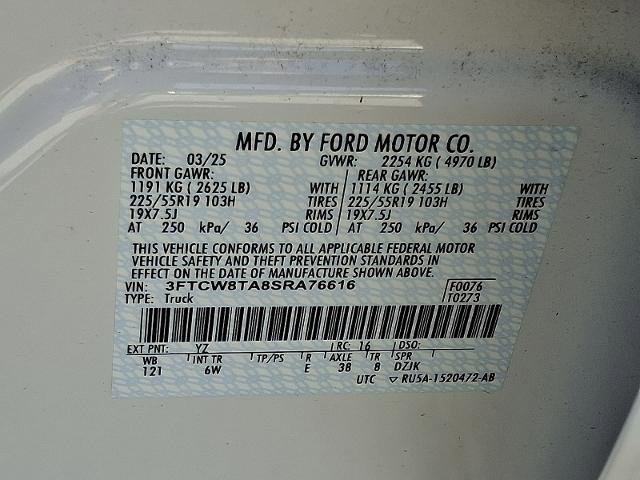 MFD. BY FORD MOTOR CO.
DATE: 03/25 GVWR: 2254 KG ( 4970 LB)
FRONT GAWR: REAR GAWR:
1191 KG ( 2625 LB) WITH 1114 KG ( 2455 LB) WITH
225/55R19 103H TIRES 225/55R19 103H TIRES
19X7.5J RIMS 19X7.5J RIMS
AT 250 kPa/ 36 PSI COLD AT 250 kPa/ 36 PSI COLD
THIS VEHICLE CONFORMS TO ALL APPLICABLE FEDERAL MOTOR
VEHICLE SAFETY AND THEFT PREVENTION STANDARDS IN
EFFECT ON THE DATE OF MANUFACTURE SHOWN ABOVE.
VIN: 3FTCW8TA8SRA76616 F0076
TYPE: Truck T0273
EXT PNT: YZ RC: 16 DSO:
WB INT TR TP/PS R AXLE TR SPR
121 6W E 38 8 DZJK
UTC ▽ RU5A-1520472-AB